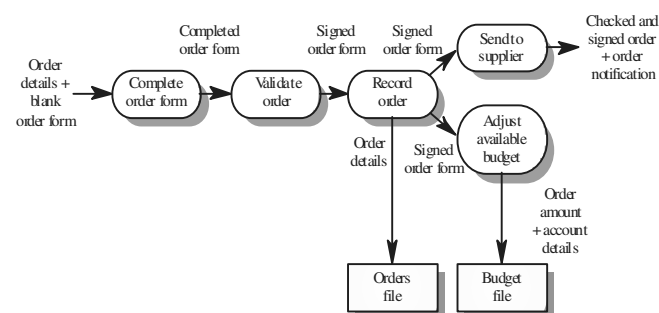 Order
details +
blank
order form
Complete
order form
Completed
order form
Validate
order
Signed
order form
Record
order
Signed
order form
Send to
supplier
Checked and
signed order
+ order
notification
Order
details
Signed
order form
Adjust
available
budget
Order
amount
+ account
details
Orders
file
Budget
file